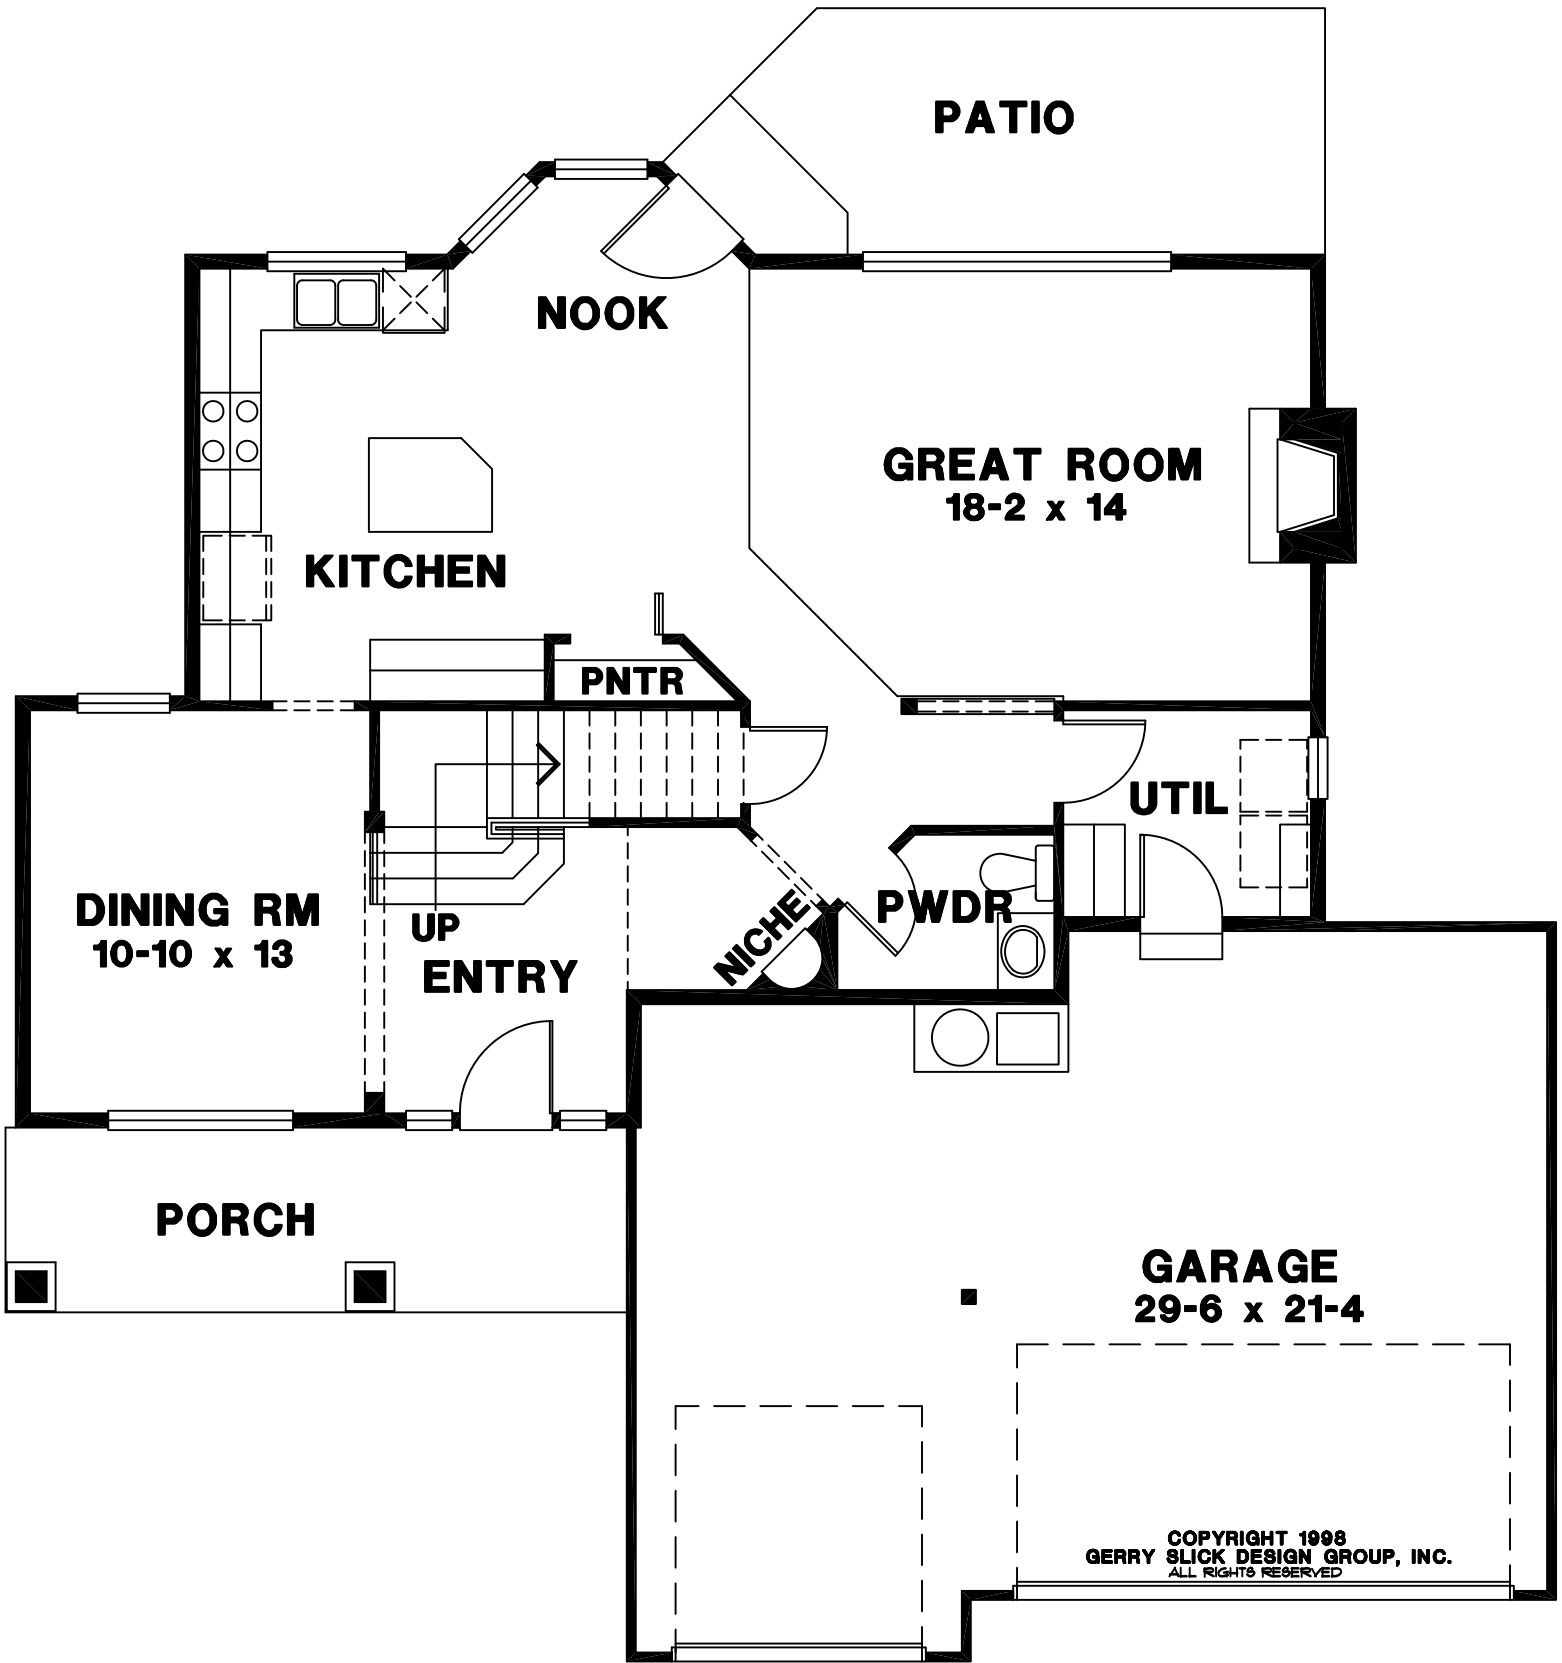 PATIO
NOOK
GREAT ROOM
18-2 x 14
KITCHEN
PNTR
UTIL
DINING RM
10-10 x 13
UP
ENTRY
NICHE
PWDR
PORCH
GARAGE
29-6 x 21-4
COPYRIGHT 1998
GERRY SLICK DESIGN GROUP, INC.
ALL RIGHTS RESERVED